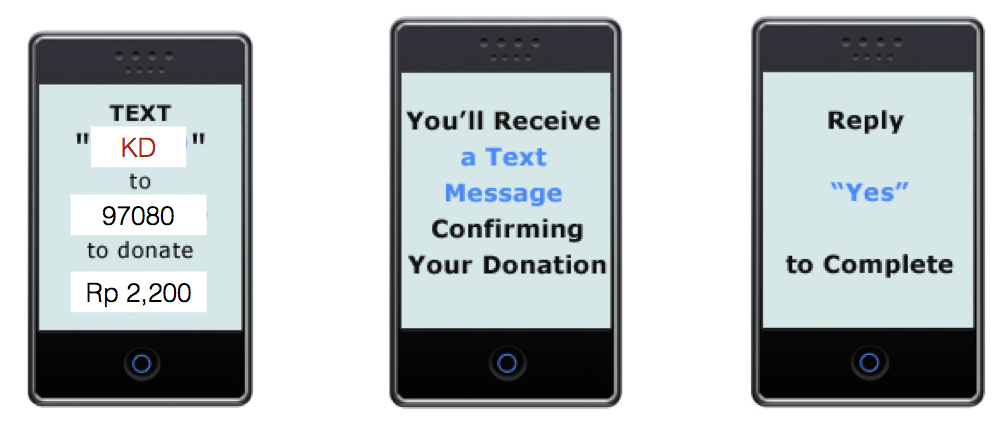 TEXT
"KD"
to
97080
to donate
Rp 2,200
You’ll Receive
a Text
Message
Confirming
Your Donation
Reply
“Yes”
to Complete